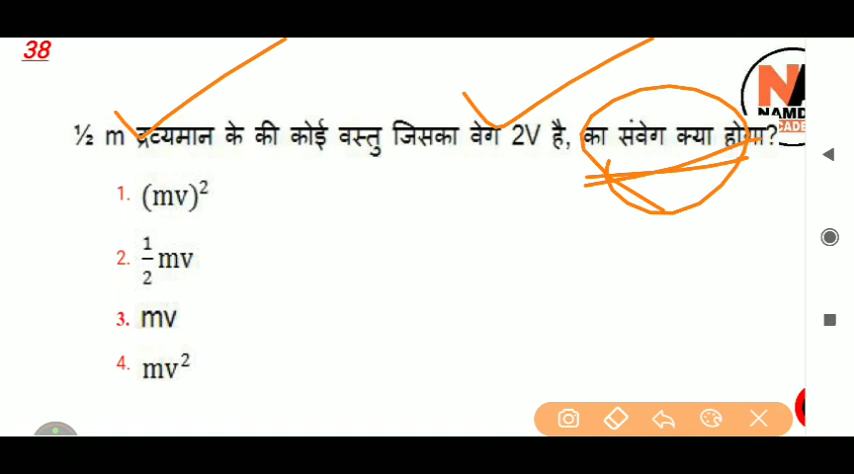 38
½ m द्रव्यमान के की कोई वस्तु जिसका वेग 2V है, का संवेग क्या होगा?
1. (mv)²
2. 1/2 mv
3. mv
4. mv²